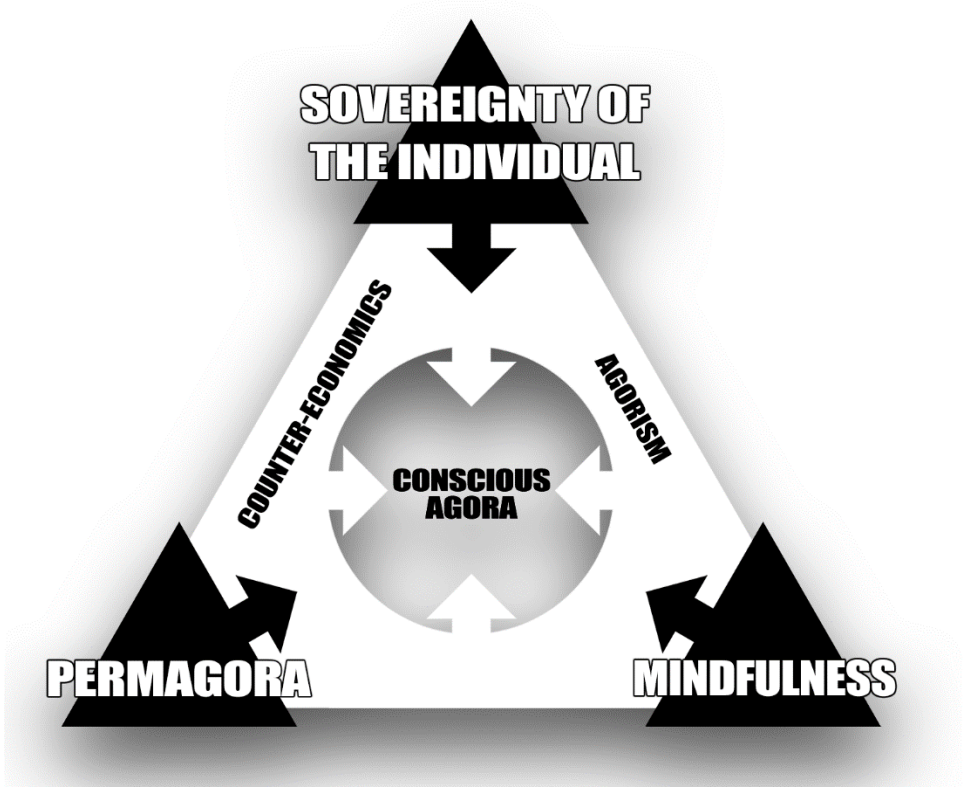 SOVEREIGNTY OF
THE INDIVIDUAL
COUNTER-ECONOMICS
AGORISM
CONSCIOUS
AGORA
PERMAGORA
MINDFULNESS